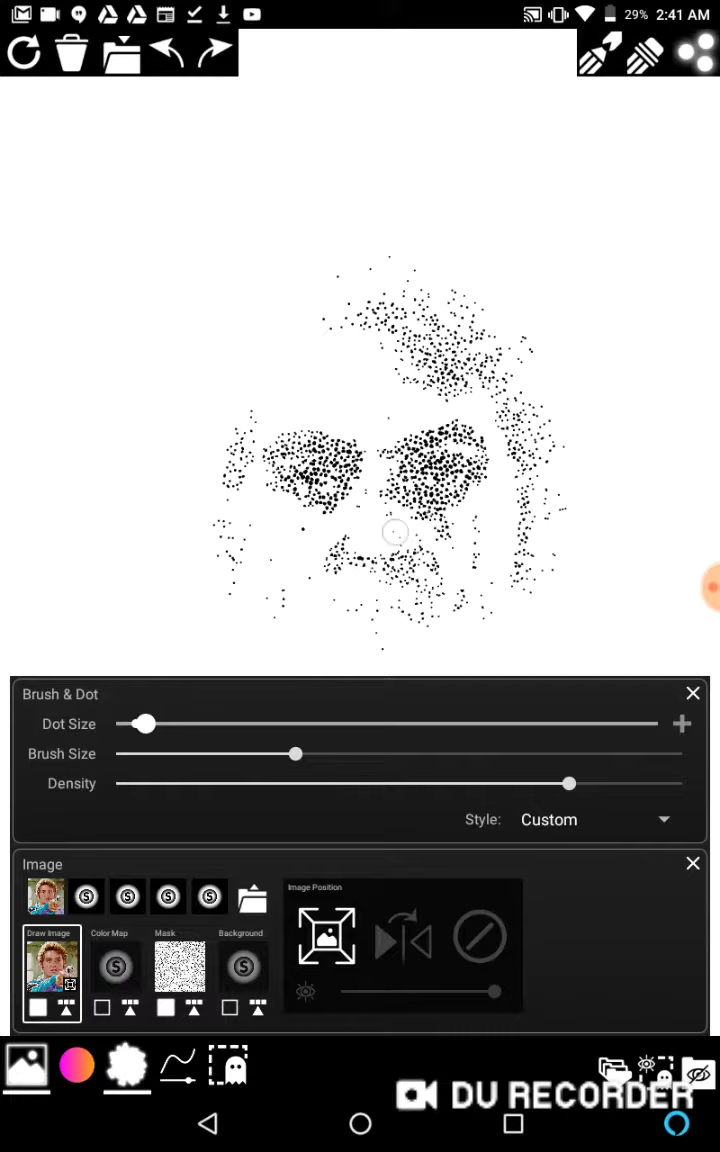 29% 2:41 AM
Brush & Dot
Dot Size
Brush Size
Density
Style: Custom
Image
Image Position
Draw Image Color Map Mask Background
S S S S
S S
DU RECORDER